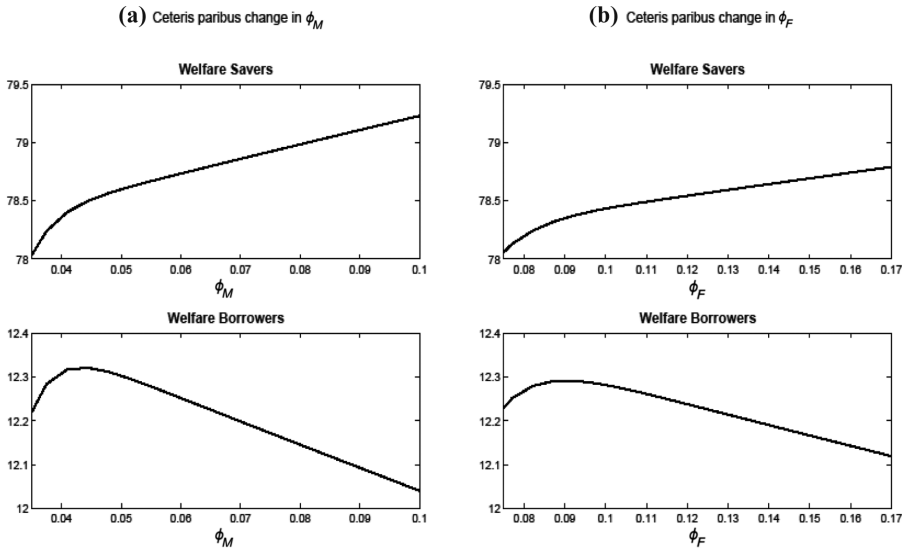 (a) Ceteris paribus change in ϕ_M
(b) Ceteris paribus change in ϕ_F
Welfare Savers
79.5
79
78.5
78
0.04 0.05 0.06 0.07 0.08 0.09 0.1
ϕ_M
Welfare Savers
79.5
79
78.5
78
0.08 0.09 0.1 0.11 0.12 0.13 0.14 0.15 0.16 0.17
ϕ_F
Welfare Borrowers
12.4
12.3
12.2
12.1
12
0.04 0.05 0.06 0.07 0.08 0.09 0.1
ϕ_M
Welfare Borrowers
12.4
12.3
12.2
12.1
12
0.08 0.09 0.1 0.11 0.12 0.13 0.14 0.15 0.16 0.17
ϕ_F